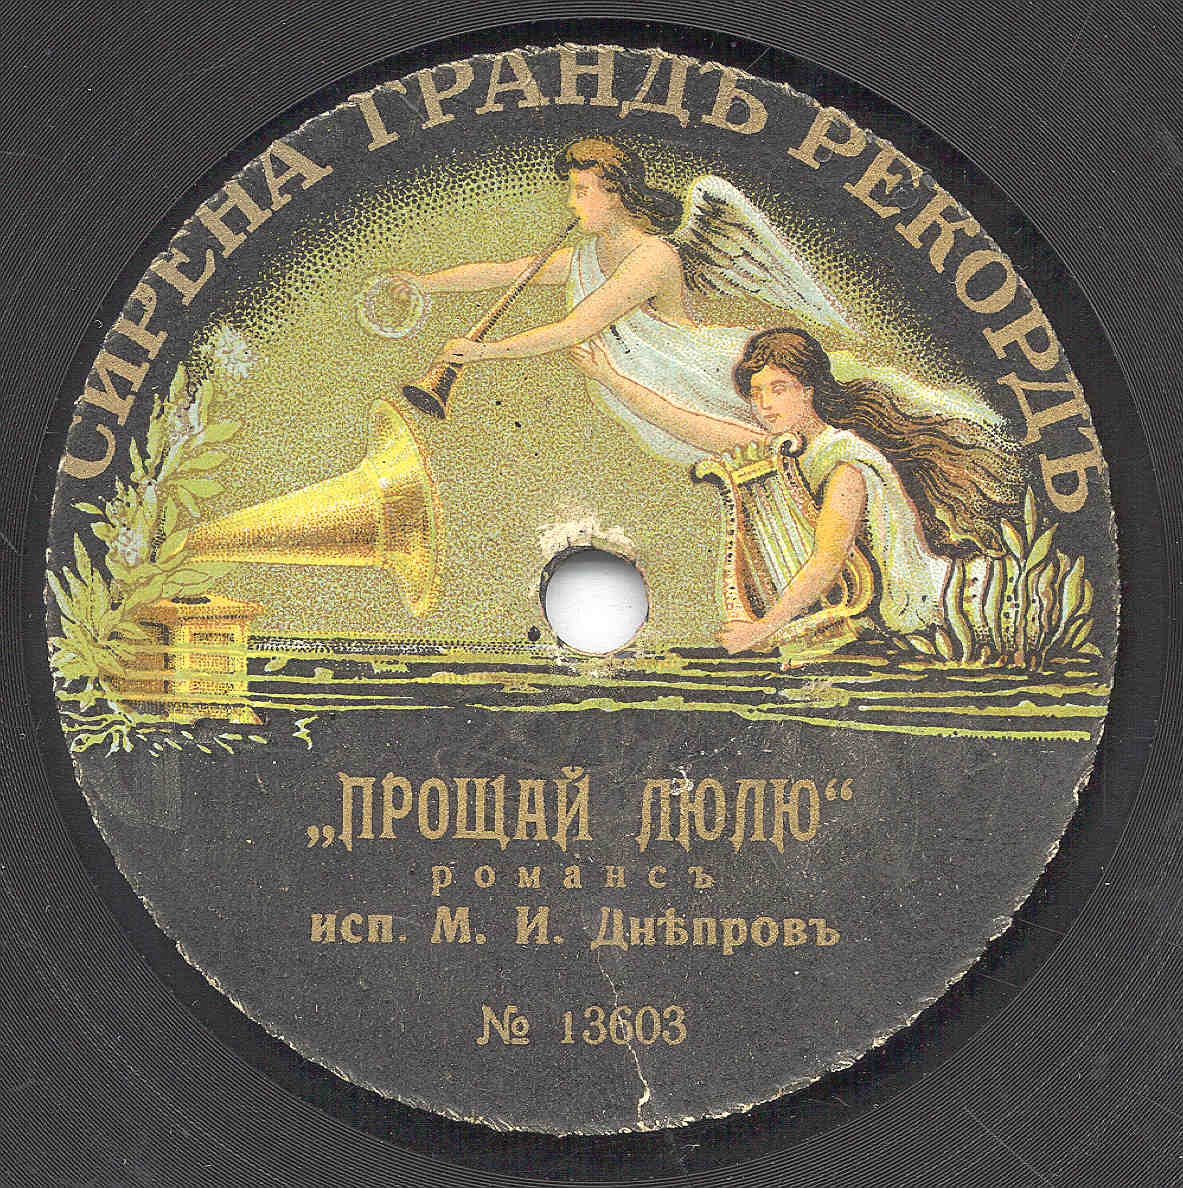 СИРЕНА ГРАНДЪ РЕКОРДЪ
„ПРОЩАЙ ЛЮЛЮ“
романсъ
исп. М. И. Днѣпровъ
№ 13603